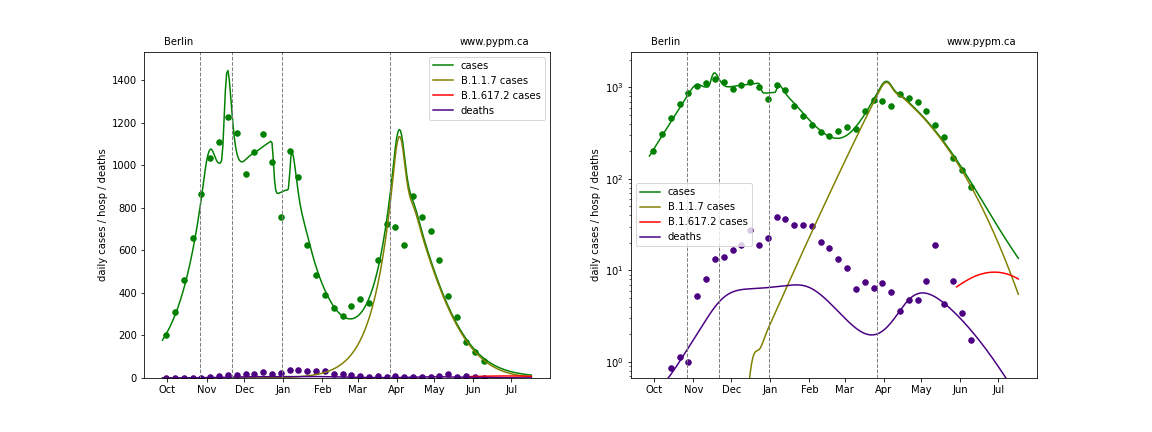 Berlin
www.pypm.ca
cases
B.1.1.7 cases
B.1.617.2 cases
deaths
daily cases / hosp / deaths
1400
1200
1000
800
600
400
200
0
Oct Nov Dec Jan Feb Mar Apr May Jun Jul
Berlin
www.pypm.ca
cases
B.1.1.7 cases
B.1.617.2 cases
deaths
daily cases / hosp / deaths
10³
10²
10¹
10⁰
Oct Nov Dec Jan Feb Mar Apr May Jun Jul